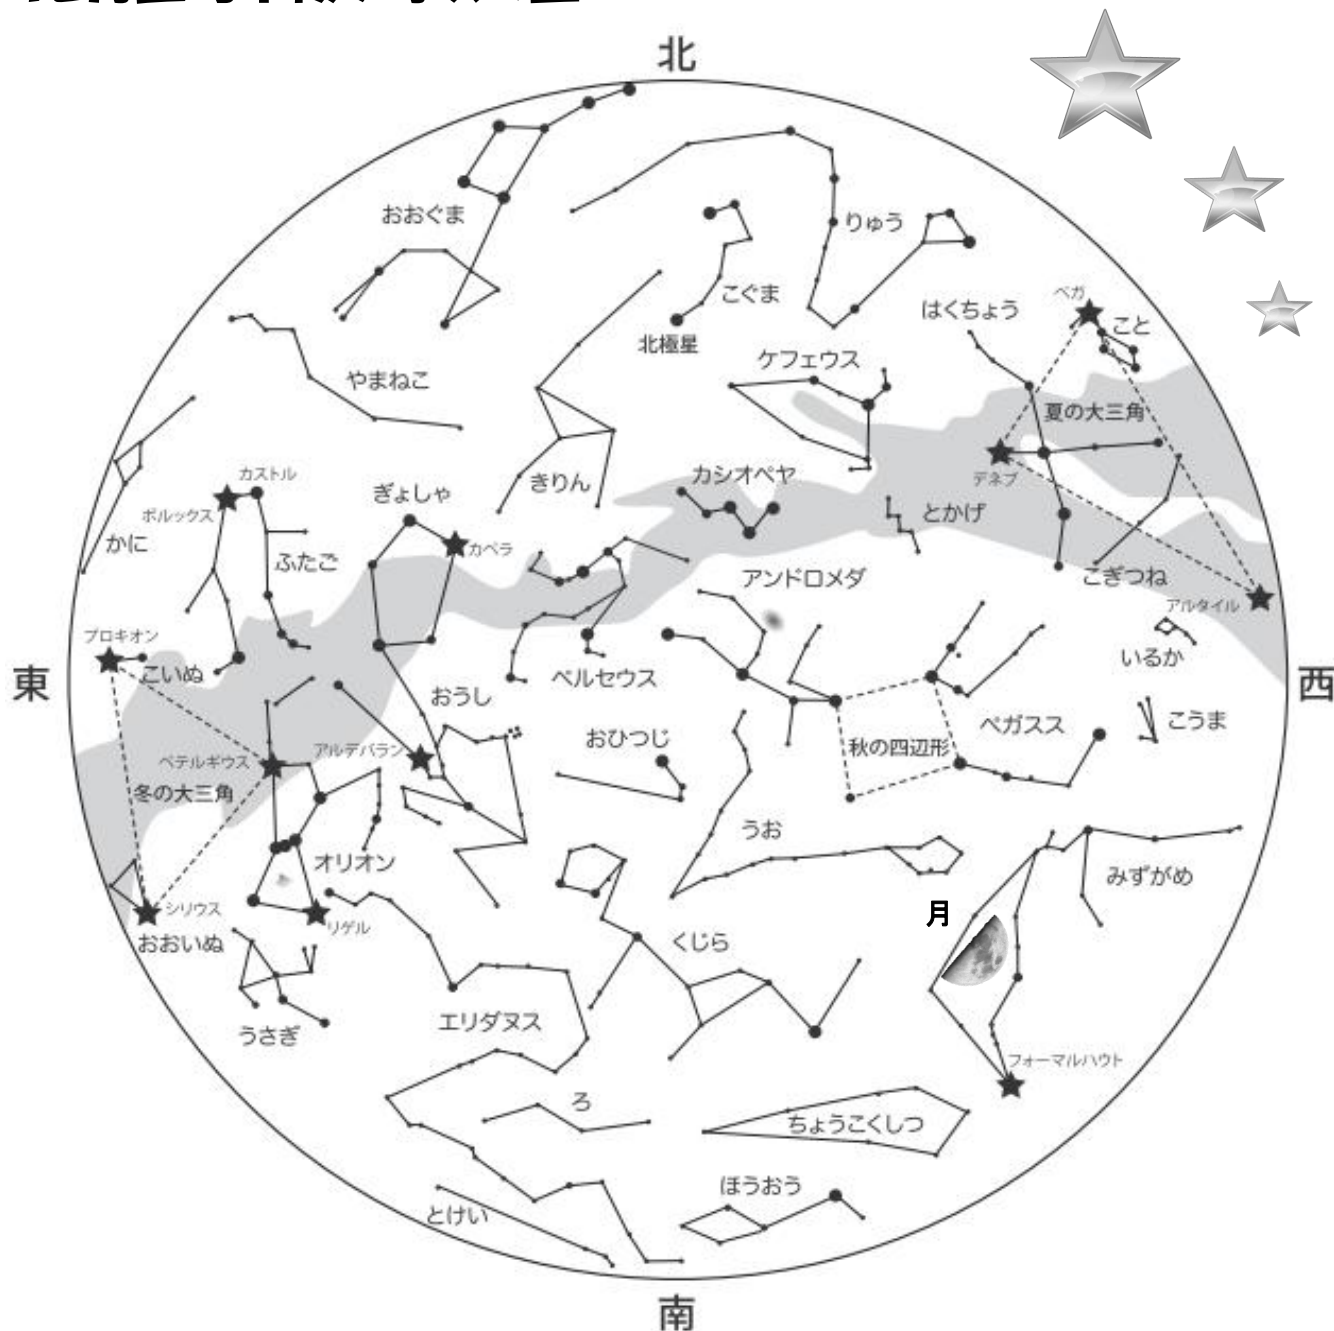 北
おおぐま
りゅう
こぐま
北極星
はくちょう
ベガ
こと
ケフェウス
やまねこ
夏の大三角
デネブ
きりん
カシオペヤ
とかげ
カストル
ポルックス
ぎょしゃ
カペラ
かに
ふたご
アンドロメダ
こぎつね
アルタイル
いるか
プロキオン
こいぬ
東
西
ペルセウス
おうし
おひつじ
秋の四辺形
ペガスス
こうま
アルデバラン
ベテルギウス
冬の大三角
うお
オリオン
みずがめ
月
シリウス
おおいぬ
リゲル
くじら
うさぎ
エリダヌス
フォーマルハウト
ろ
ちょうこくしつ
ほうおう
とけい
南